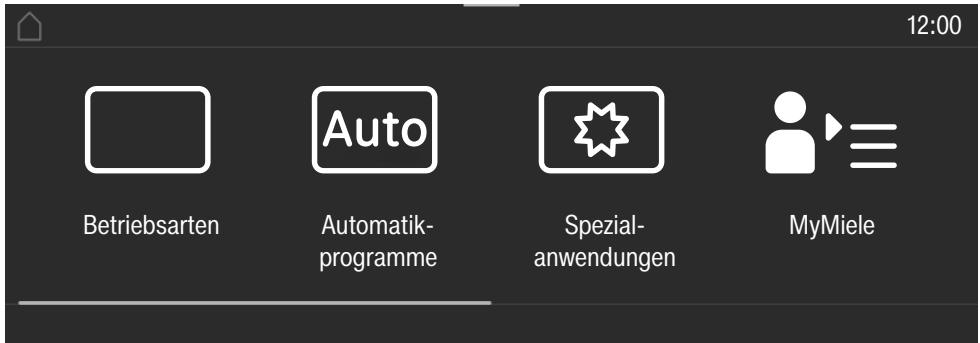 12:00
Auto
Betriebsarten
Automatik-
programme
Spezial-
anwendungen
MyMiele